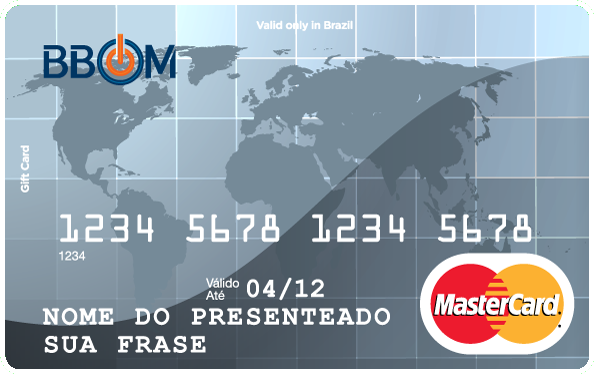 Valid only in Brazil
BBOM
Gift Card
1234 5678 1234 5678
1234
Válido
Até 04/12
NOME DO PRESENTEADO
SUA FRASE
MasterCard